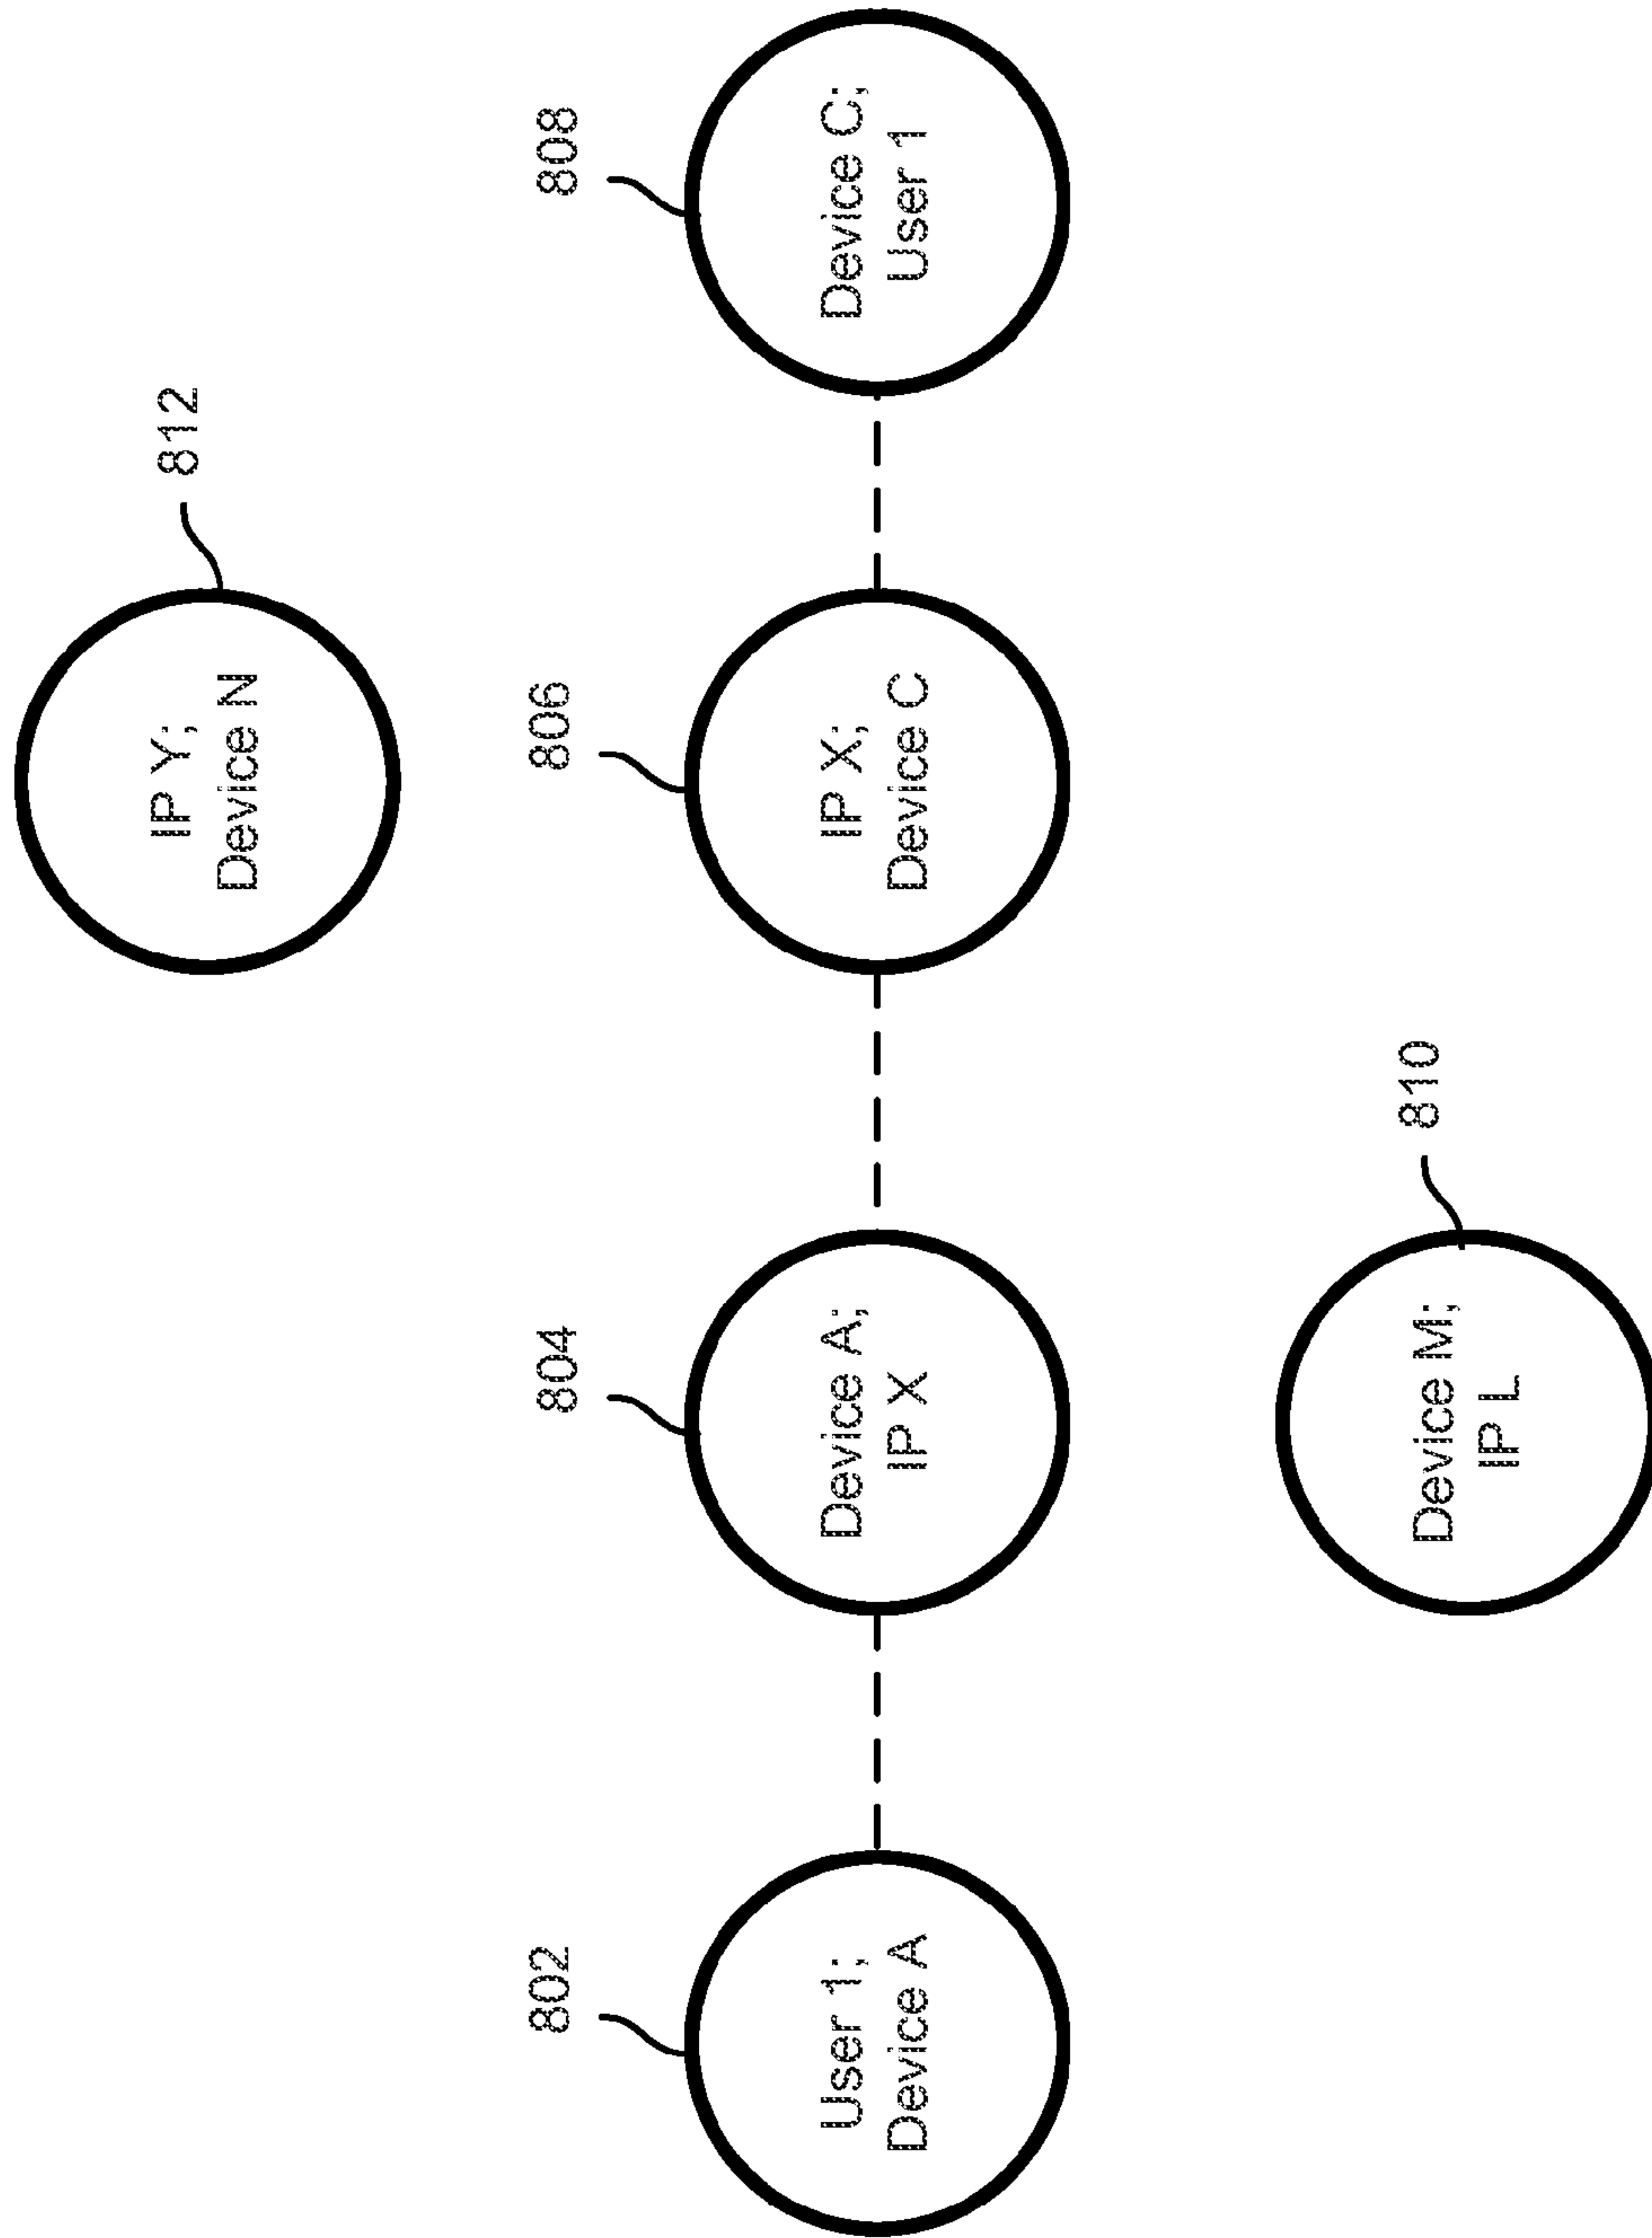 812
IP Y;
Device N
802
804
806
808
User 1;
Device A
Device A;
IP X
IP X;
Device C
Device C;
User 1
810
Device M;
IP L